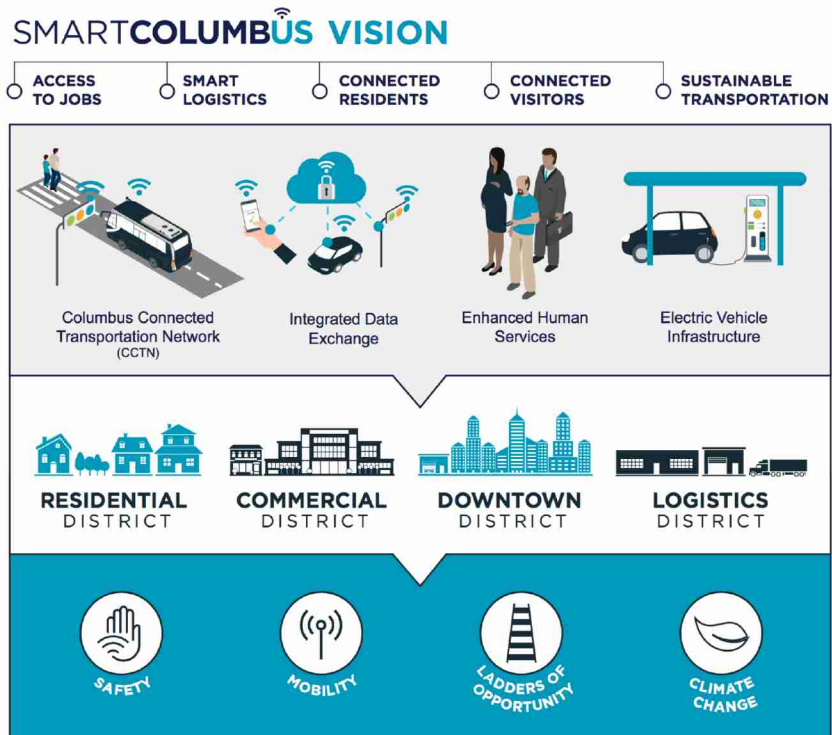 SMARTCOLUMBUS VISION
ACCESS
TO JOBS
SMART
LOGISTICS
CONNECTED
RESIDENTS
CONNECTED
VISITORS
SUSTAINABLE
TRANSPORTATION
Columbus Connected
Transportation Network
(CCTN)
Integrated Data
Exchange
Enhanced Human
Services
Electric Vehicle
Infrastructure
RESIDENTIAL
DISTRICT
COMMERCIAL
DISTRICT
DOWNTOWN
DISTRICT
LOGISTICS
DISTRICT
SAFETY
MOBILITY
LADDERS OF
OPPORTUNITY
CLIMATE
CHANGE